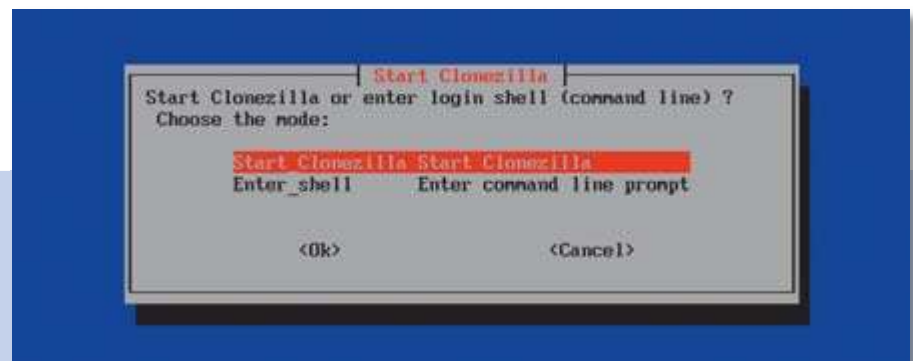 Start Clonezilla
Start Clonezilla or enter login shell (command line) ?
Choose the mode:
Start_Clonezilla Start Clonezilla
Enter_shell Enter command line prompt
<Ok> <Cancel>